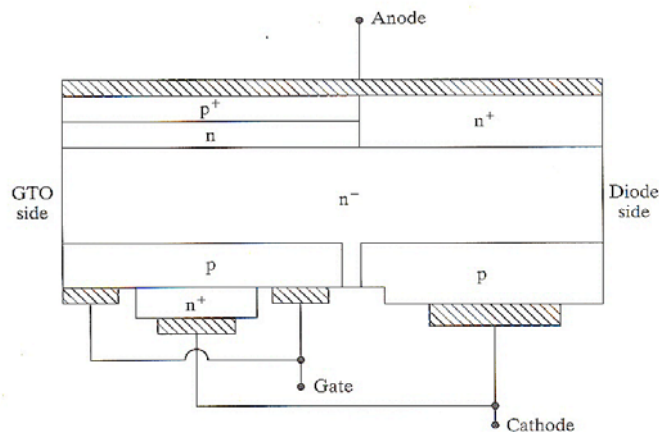 Anode
p+
n+
n
GTO
side
n−
Diode
side
p
p
n+
Gate
Cathode